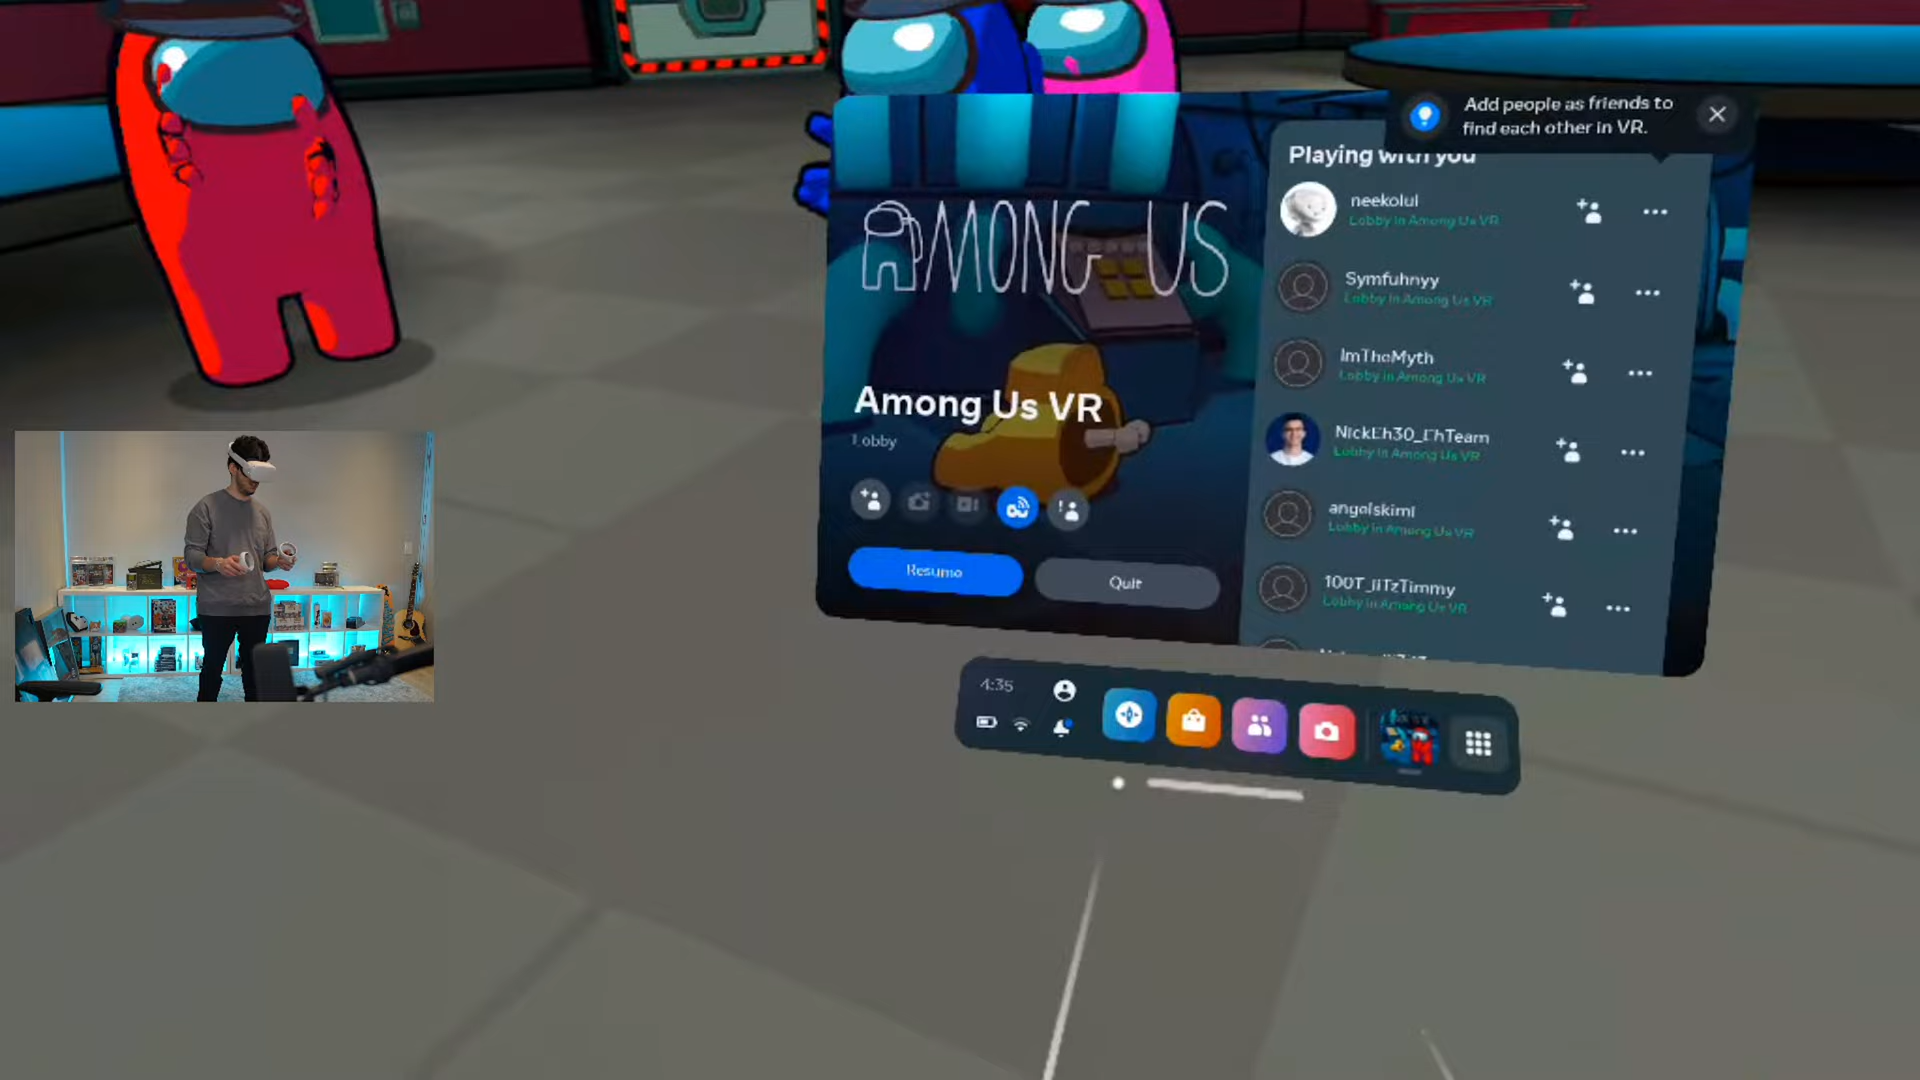 Add people as friends to
find each other in VR.
Playing with you
neekolul
Lobby in Among Us VR
Symfuhnyy
Lobby in Among Us VR
ImTheMyth
Lobby in Among Us VR
NickEh30_EhTeam
Lobby in Among Us VR
angelskimi
Lobby in Among Us VR
100T_iiTzTimmy
Lobby in Among Us VR
AMONG US
Among Us VR
Lobby
Resume
Quit
4:35